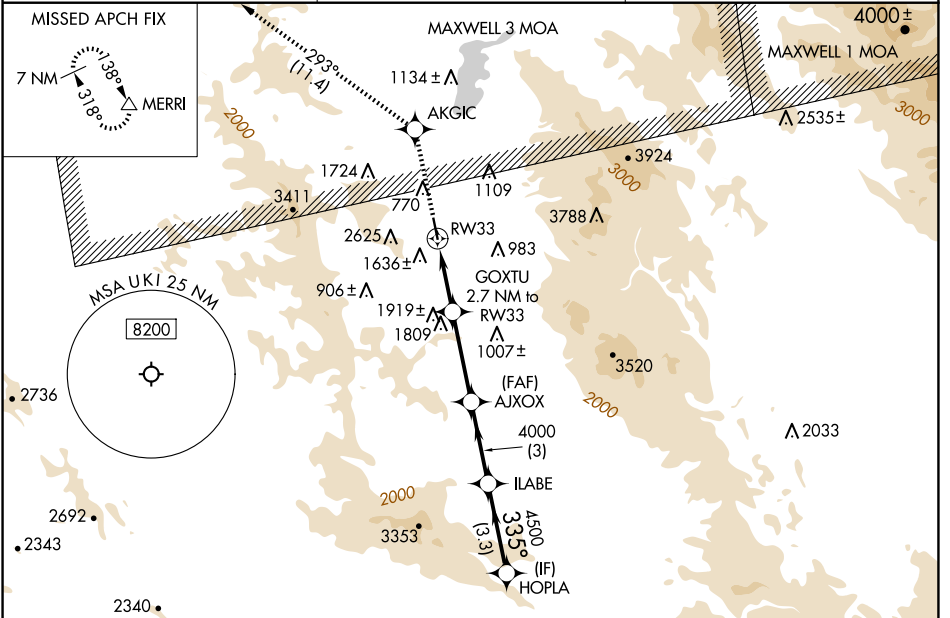 MISSED APCH FIX
7 NM
138°
318°
MERRI
293°
(11.4)
MAXWELL 3 MOA
4000 ±
MAXWELL 1 MOA
1134 ±
2000
AKGIC
2535 ±
3000
1724
770
1109
3924
3000
3411
3788
2625
RW33
1636 ±
983
MSA UKI 25 NM
8200
906 ±
GOXTU
2.7 NM to
RW33
1919 ±
1809
1007 ±
3520
2736
(FAF)
AJXOX
2000
4000
(3)
2033
ILABE
2000
2692
3353
4500
335°
(3.3)
2343
(IF)
HOPLA
2340